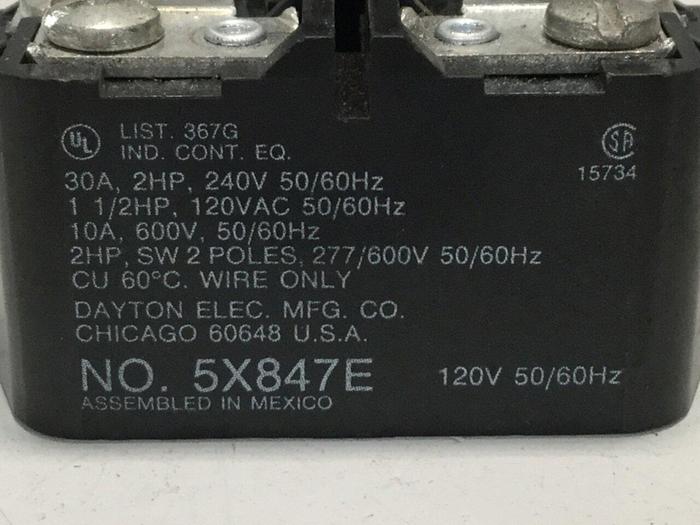 UL LIST. 367G
IND. CONT. EQ.
SA
15734
30A, 2HP, 240V 50/60Hz
1 1/2HP, 120VAC 50/60Hz
10A, 600V, 50/60Hz
2HP, SW 2 POLES, 277/600V 50/60Hz
CU 60°C. WIRE ONLY
DAYTON ELEC. MFG. CO.
CHICAGO 60648 U.S.A.
NO. 5X847E 120V 50/60Hz
ASSEMBLED IN MEXICO